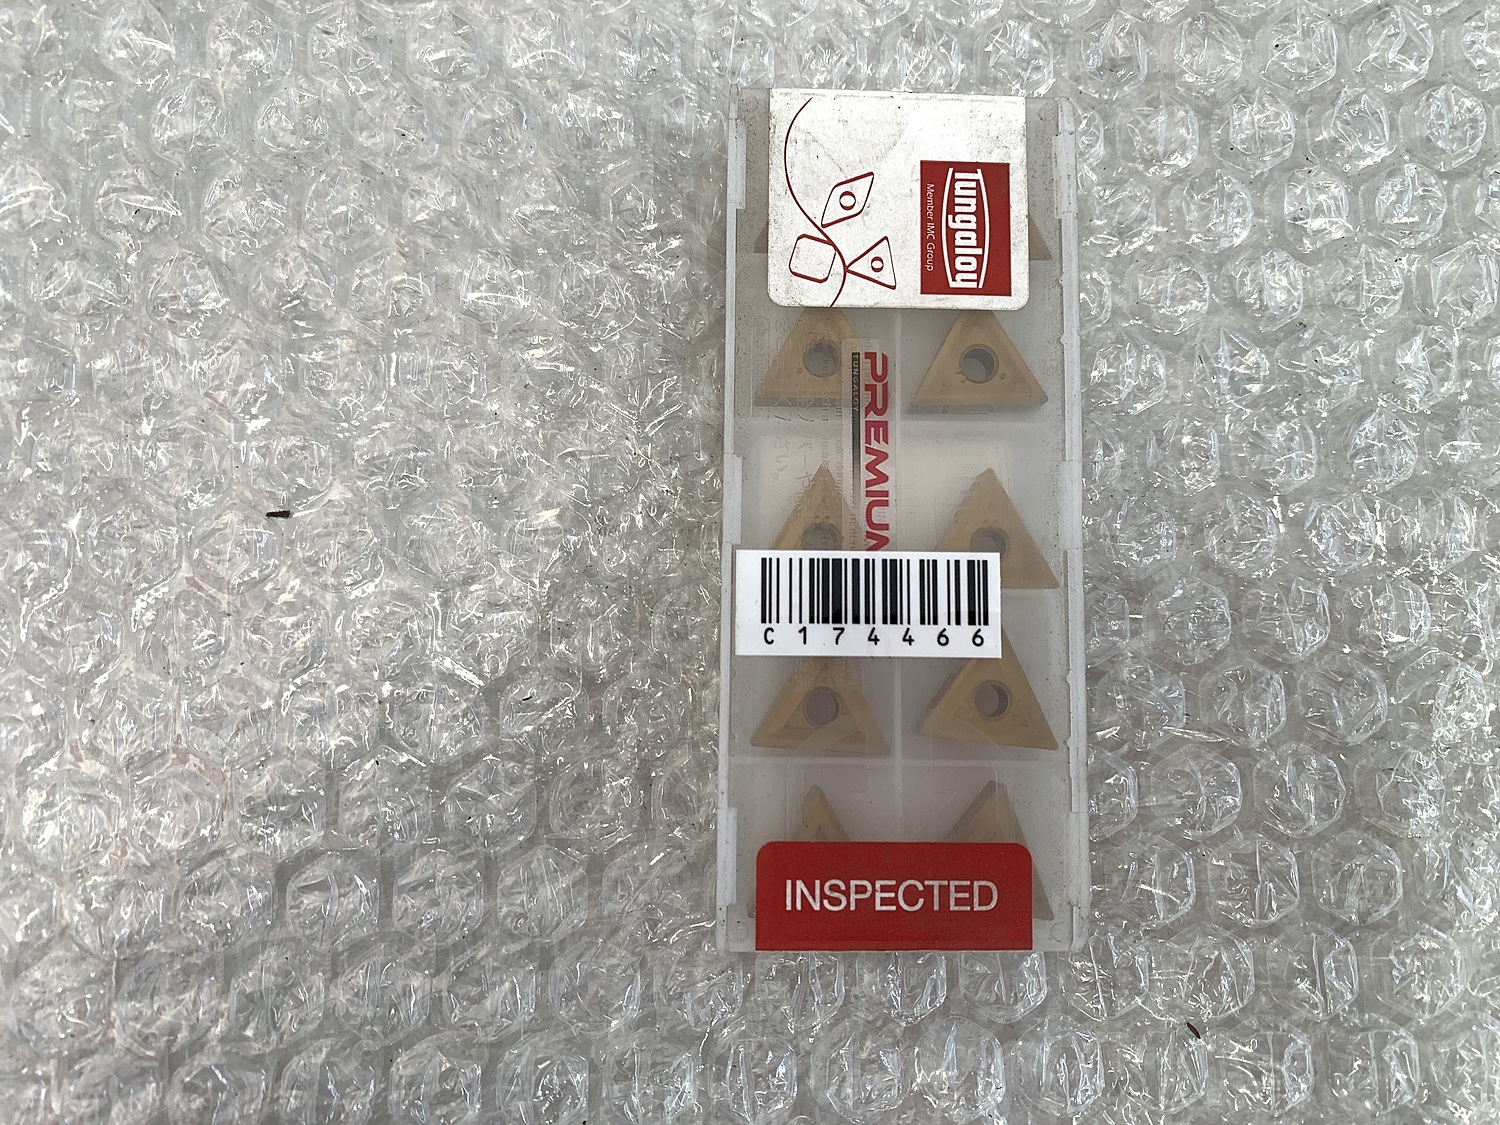 Tungaloy
Member IMC Group
TUNGALOY
PREMIUM
C174466
INSPECTED